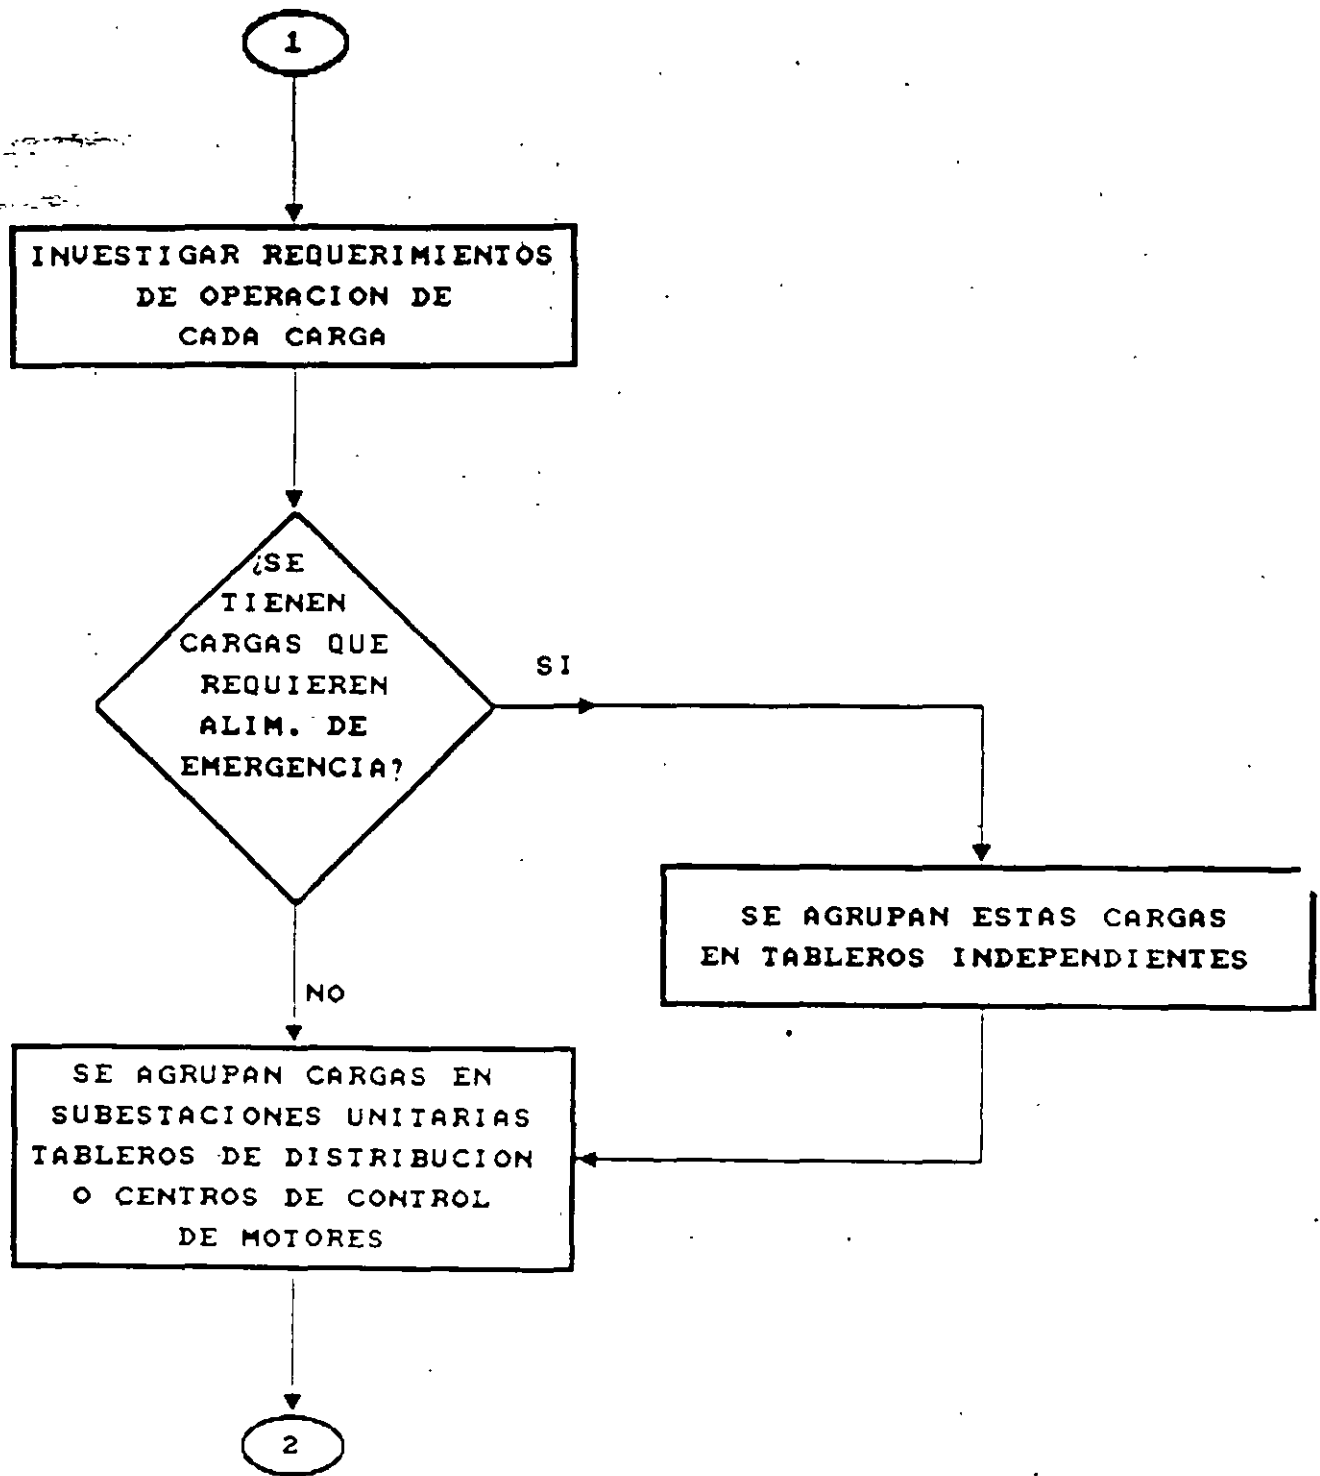 1
INVESTIGAR REQUERIMIENTOS
DE OPERACION DE
CADA CARGA
¿SE
TIENEN
CARGAS QUE
REQUIEREN
ALIM. DE
EMERGENCIA?
SI
SE AGRUPAN ESTAS CARGAS
EN TABLEROS INDEPENDIENTES
NO
SE AGRUPAN CARGAS EN
SUBESTACIONES UNITARIAS
TABLEROS DE DISTRIBUCION
O CENTROS DE CONTROL
DE MOTORES
2